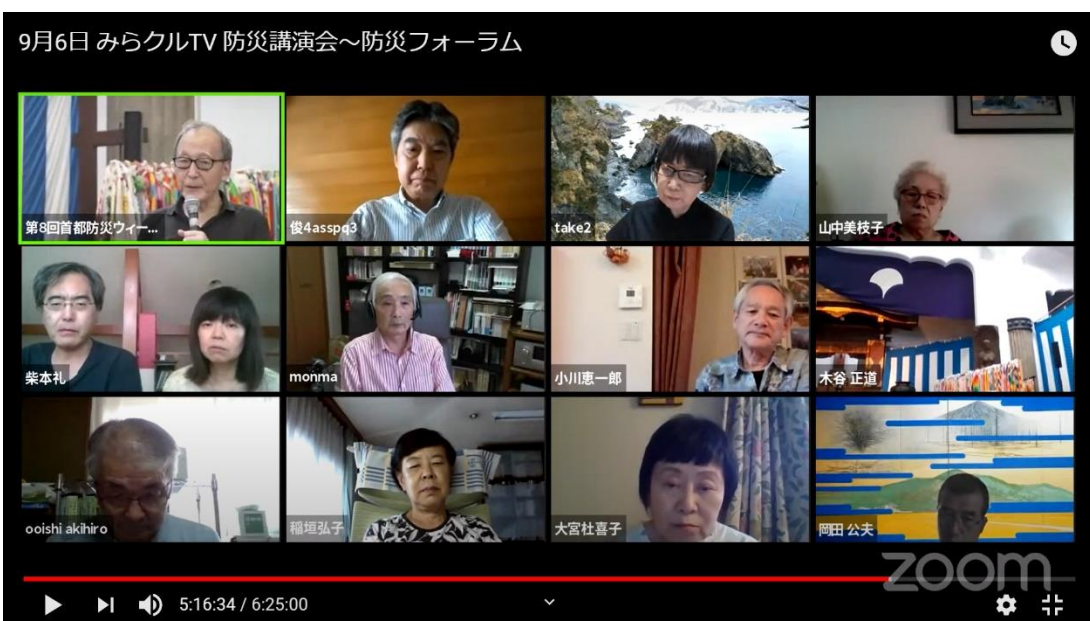 9月6日 みらクルTV 防災講演会～防災フォーラム
第8回首都防災ウィー...
俊4asspq3
take2
山中美枝子
柴本礼
monma
小川恵一郎
木谷 正道
ooishi akihiro
稲垣弘子
大宮杜喜子
岡田 公夫
zoom
5:16:34 / 6:25:00